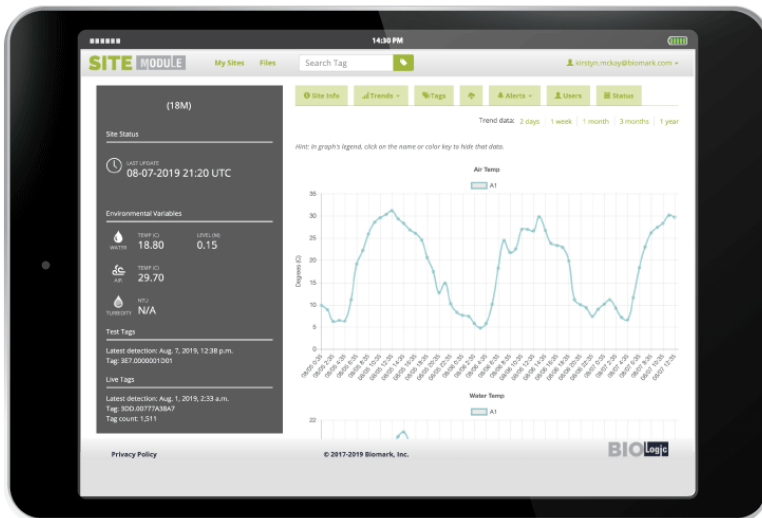 14:30 PM
SITE MODULE My Sites Files Search Tag kirstyn.mckay@biomark.com
(18M)
Site Status
LAST UPDATE
08-07-2019 21:20 UTC
Environmental Variables
WATER TEMP (C) 18.80 LEVEL (M) 0.15
AIR TEMP (C) 29.70
TURBIDITY NTU N/A
Test Tags
Latest detection: Aug. 7, 2019, 12:38 p.m.
Tag: 3E7.0000001D01
Live Tags
Latest detection: Aug. 1, 2019, 2:33 a.m.
Tag: 3DD.00777A3BA7
Tag count: 1,511
Site Info Trends Tags Alerts Users Status
Trend data: 2 days 1 week 1 month 3 months 1 year
Hint: In graph's legend, click on the name or color key to hide that data.
Air Temp
A1
Degrees (C)
35
30
25
20
15
10
5
0
Water Temp
A1
22
Privacy Policy © 2017-2019 Biomark, Inc. BIOLogic